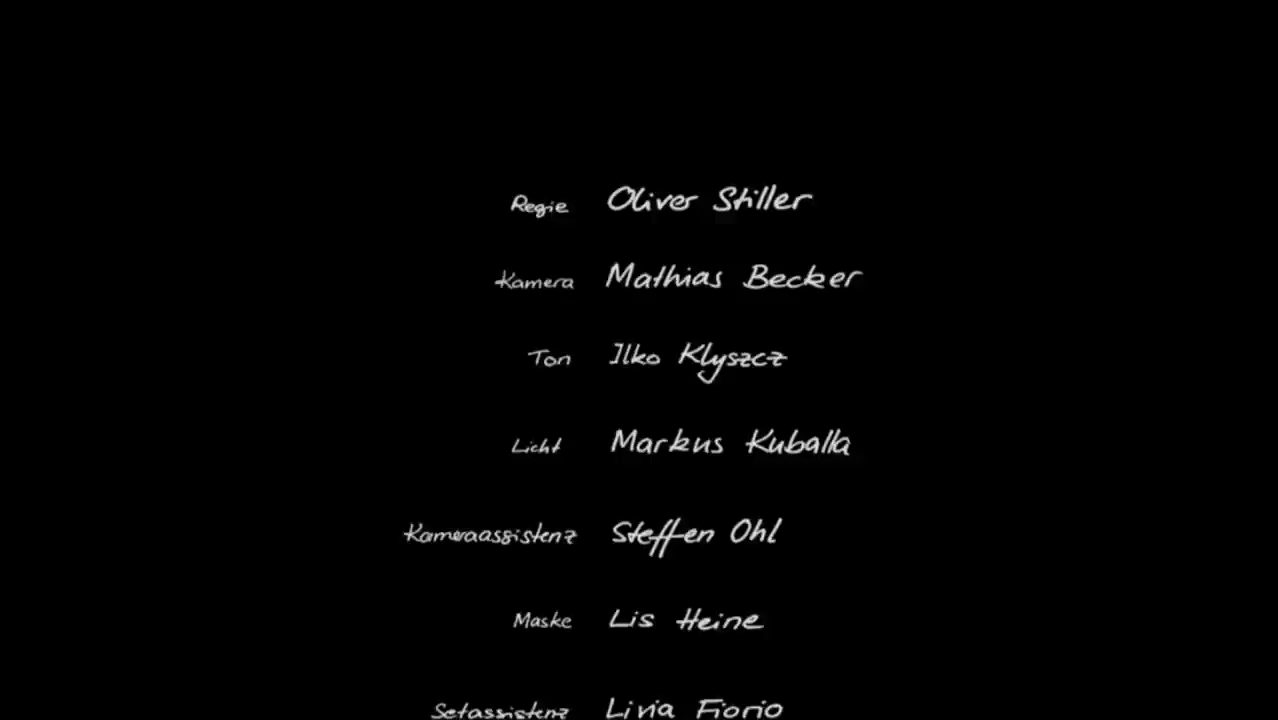 Regie Oliver Stiller
Kamera Mathias Becker
Ton Ilko Klyszcz
Licht Markus Kuballa
Kameraassistenz Steffen Ohl
Maske Lis Heine
Setassistenz Livia Fiorio